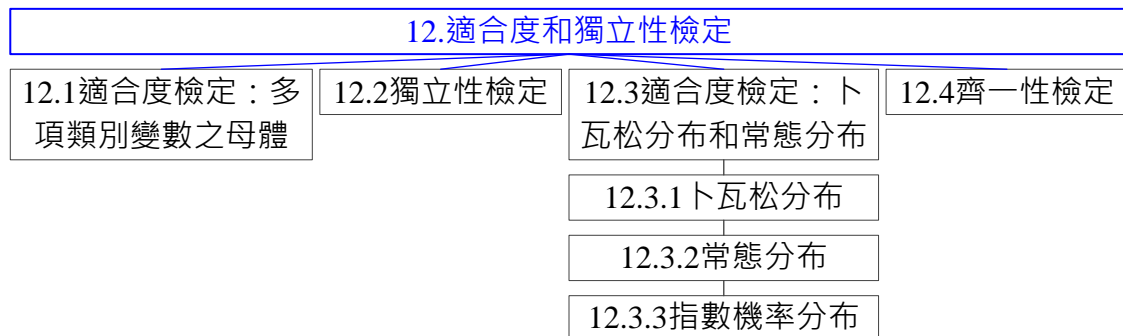 12.適合度和獨立性檢定
12.1適合度檢定：多
項類別變數之母體
12.2獨立性檢定
12.3適合度檢定：卜
瓦松分布和常態分布
12.4齊一性檢定
12.3.1卜瓦松分布
12.3.2常態分布
12.3.3指數機率分布